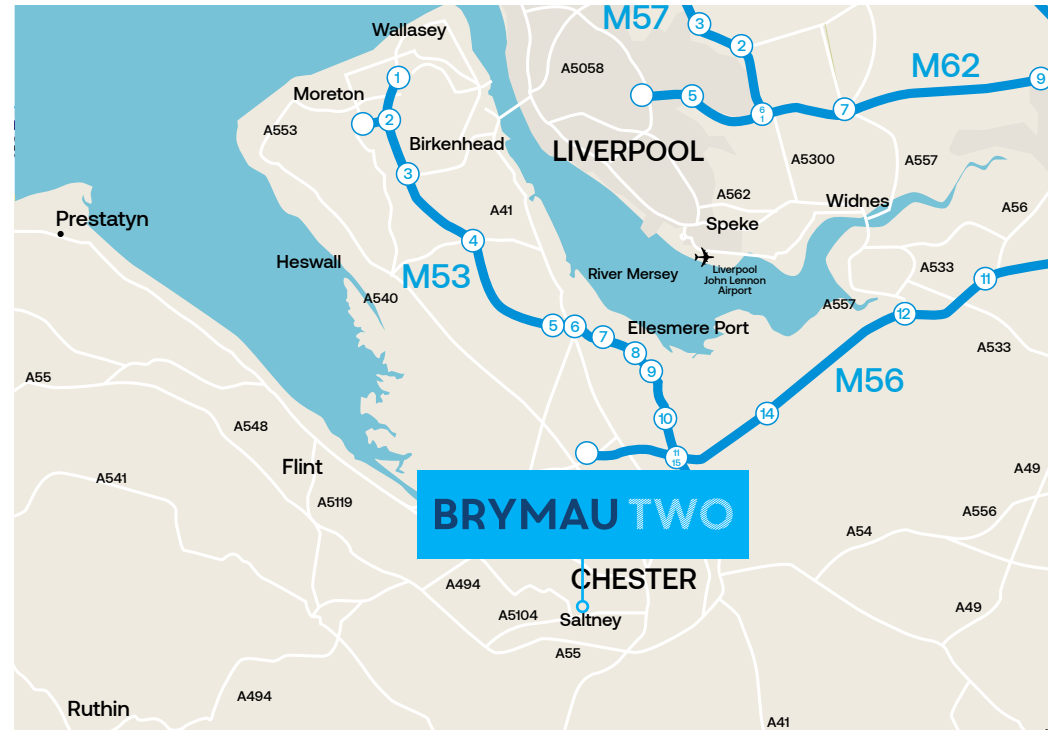 M57
Wallasey
3
2
A5058
M62
1
5
9
Moreton
6
1
7
2
A553
Birkenhead
LIVERPOOL
A5300
A557
3
A562
Widnes
A41
A56
Prestatyn
Speke
4
Heswall
M53
River Mersey
Liverpool
John Lennon
Airport
A533
11
A540
A557
12
5
6
Ellesmere Port
7
8
A533
9
A55
M56
10
14
A548
11
15
Flint
A541
A49
A5119
BRYMAU TWO
A556
A54
CHESTER
A494
A5104
Saltney
A49
A55
A494
Ruthin
A41